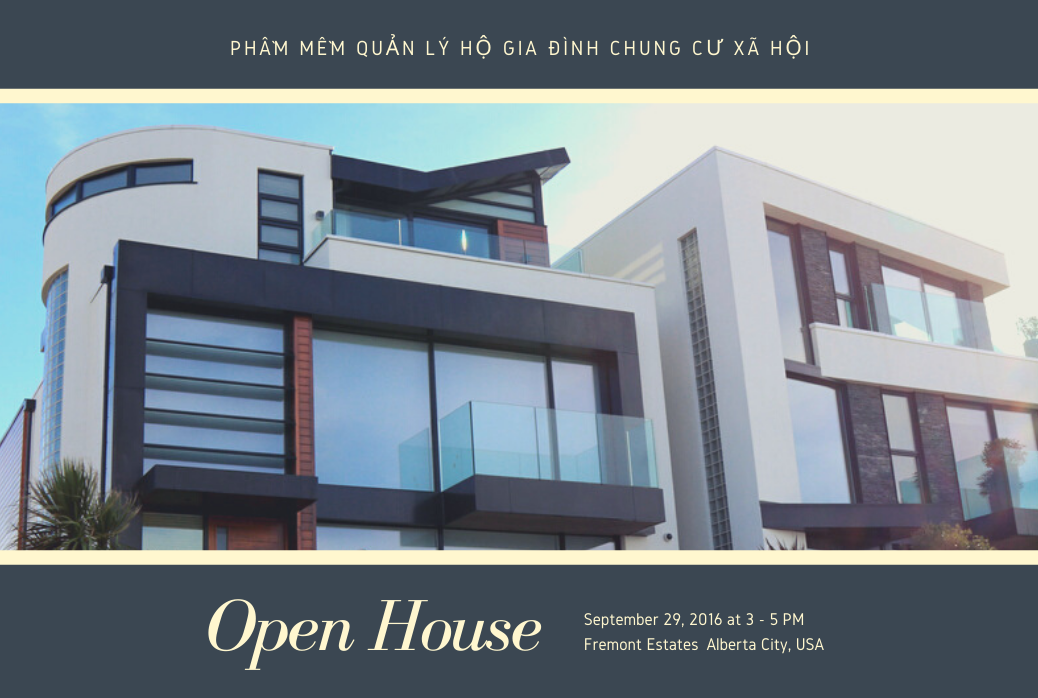 PHẦM MỀM QUẢN LÝ HỘ GIA ĐÌNH CHUNG CƯ XÃ HỘI
Open House
September 29, 2016 at 3 - 5 PM
Fremont Estates Alberta City, USA